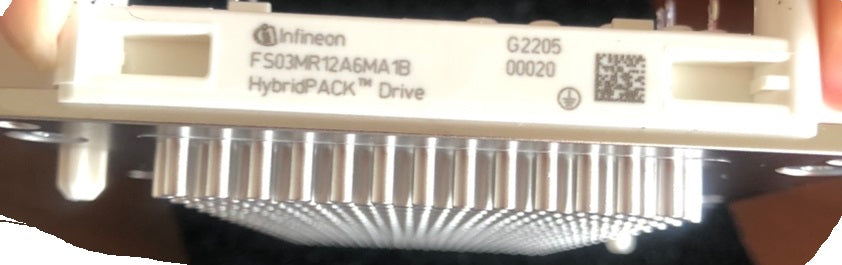 Infineon
FS03MR12A6MA1B
HybridPACK™ Drive
G2205
00020